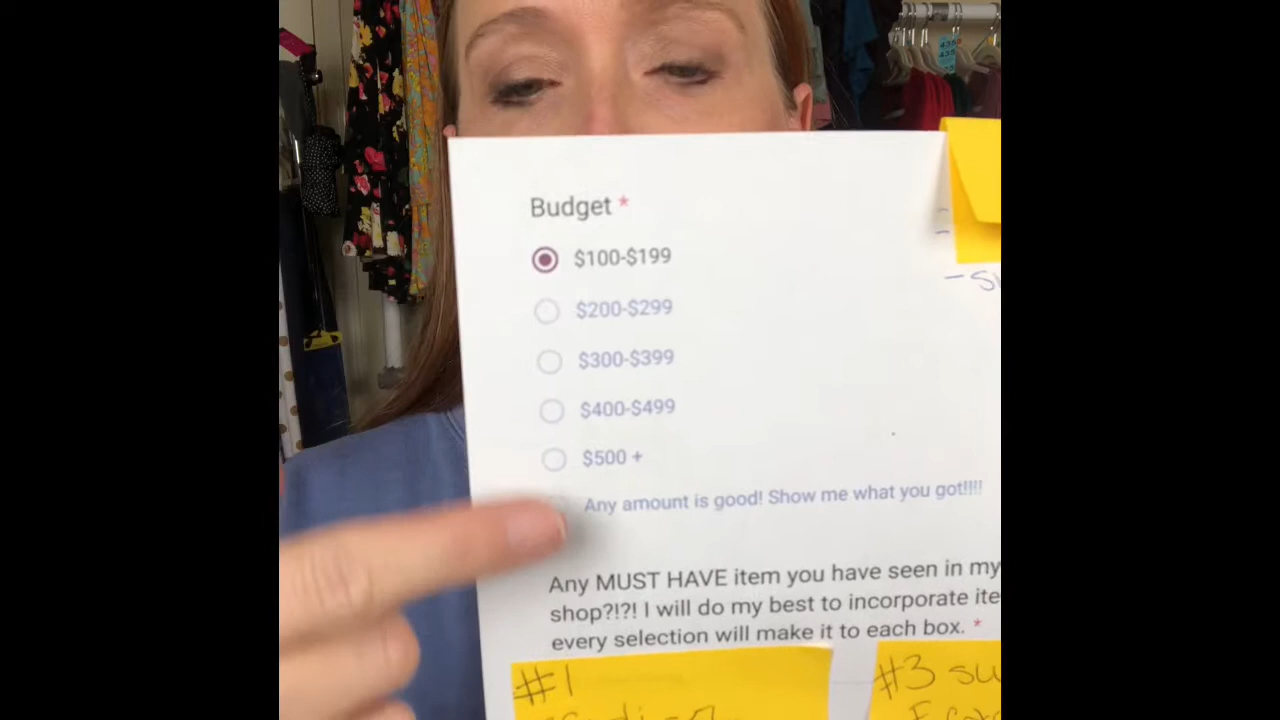 Budget *
$100-$199
$200-$299
$300-$399
$400-$499
$500 +
Any amount is good! Show me what you got!!!!
Any MUST HAVE item you have seen in my
shop?!?! I will do my best to incorporate ite
every selection will make it to each box. *
#1
#3 su